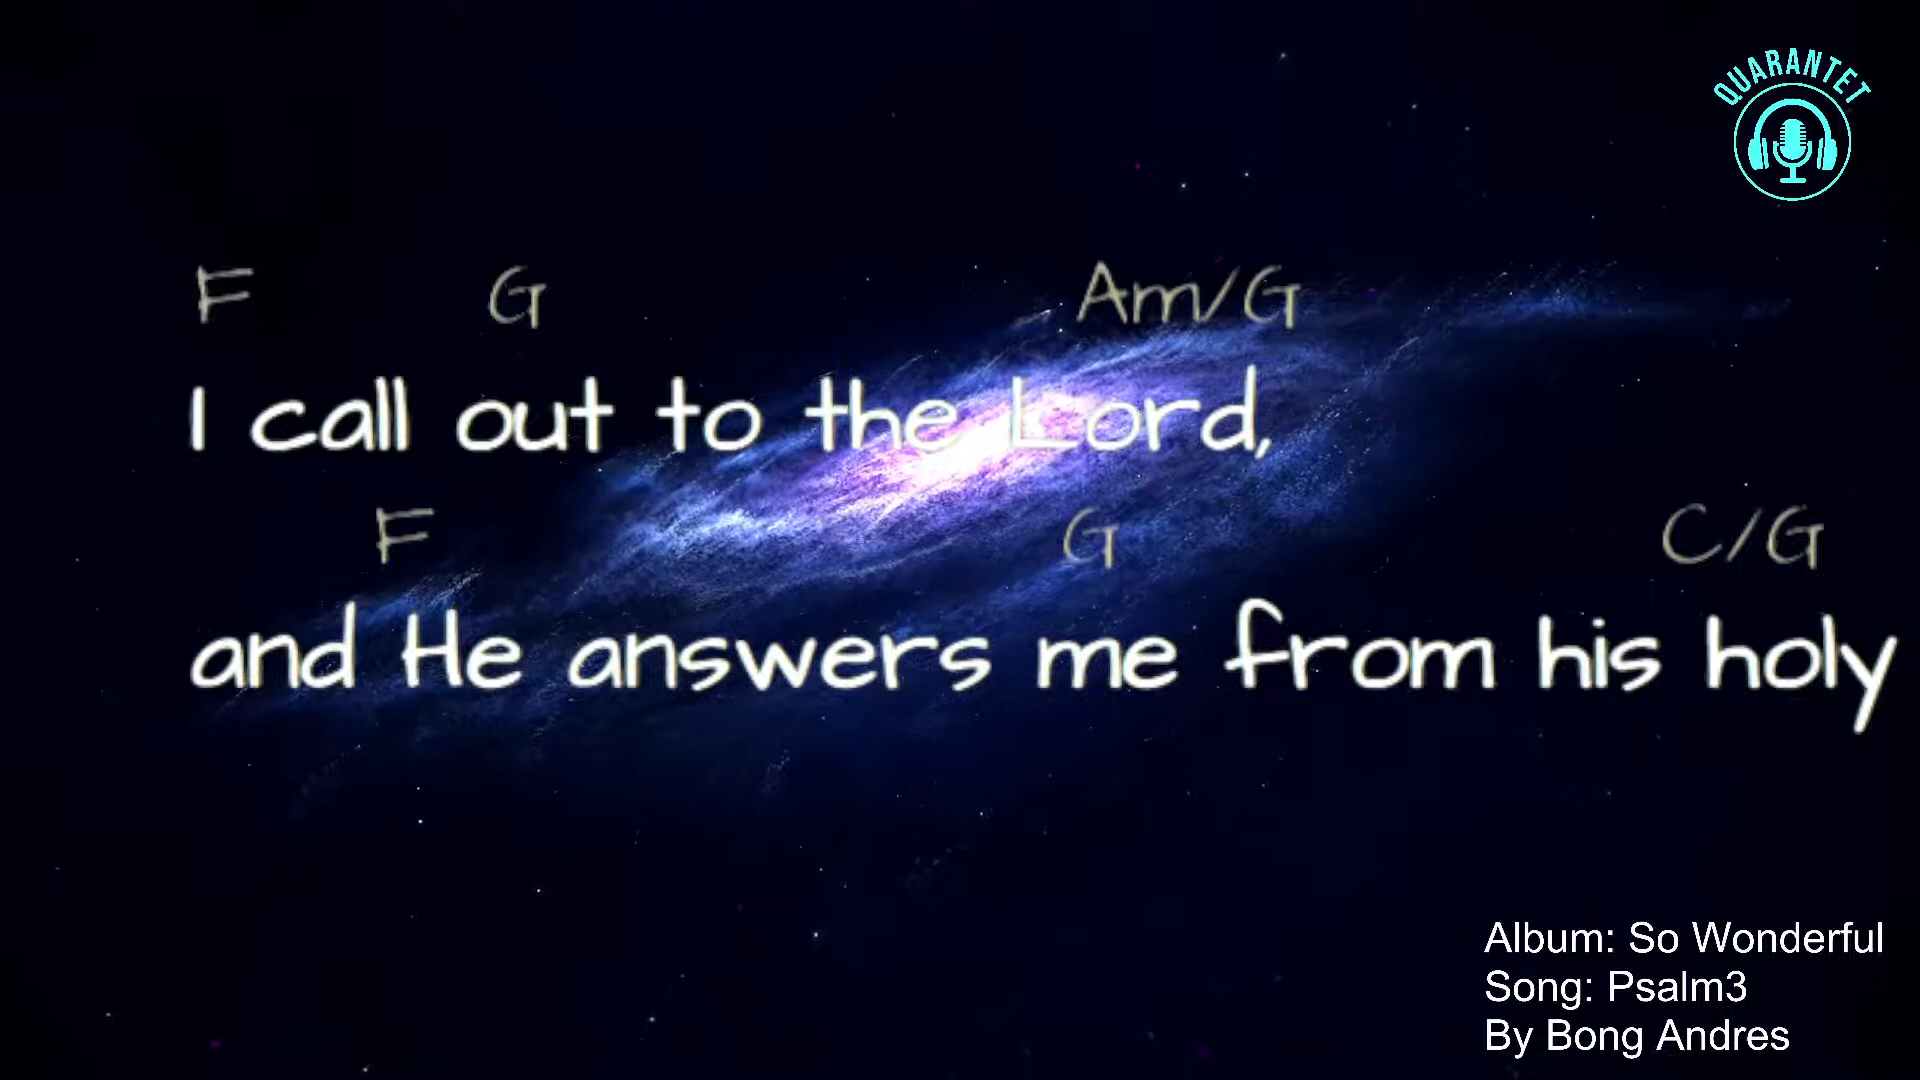 QUARANTET
F G Am/G
I call out to the Lord,
F G C/G
and He answers me from his holy
Album: So Wonderful
Song: Psalm3
By Bong Andres